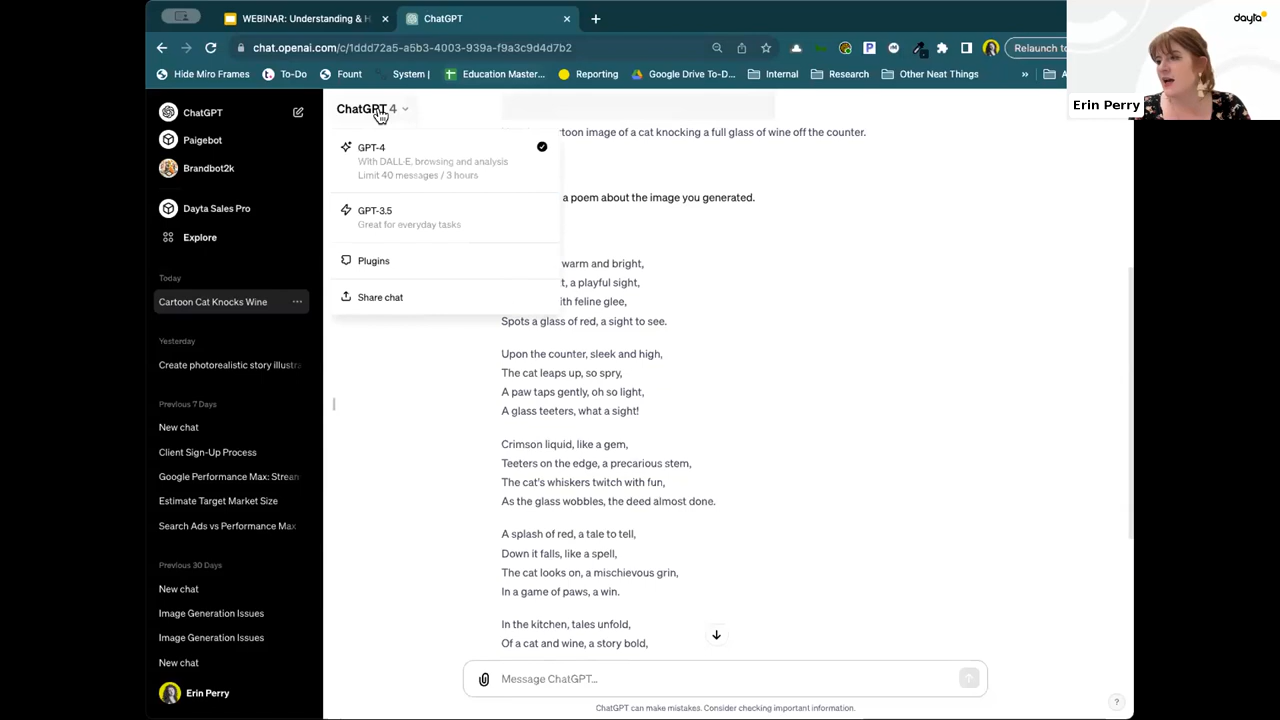 WEBINAR: Understanding & H
ChatGPT
dayta
chat.openai.com/c/1ddd72a5-a5b3-4003-939a-f9a3c9d4d7b2
Relaunch to
Hide Miro Frames
To-Do
Fount
System |
Education Master...
Reporting
Google Drive To-D...
Internal
Research
Other Neat Things
»
A
Erin Perry
ChatGPT
Paigebot
Brandbot2k
Dayta Sales Pro
Explore
Today
Cartoon Cat Knocks Wine
Yesterday
Create photorealistic story illustra
Previous 7 Days
New chat
Client Sign-Up Process
Google Performance Max: Stream
Estimate Target Market Size
Search Ads vs Performance Max
Previous 30 Days
New chat
Image Generation Issues
Image Generation Issues
New chat
Erin Perry
ChatGPT 4
GPT-4
With DALL·E, browsing and analysis
Limit 40 messages / 3 hours
GPT-3.5
Great for everyday tasks
Plugins
Share chat
cartoon image of a cat knocking a full glass of wine off the counter.
a poem about the image you generated.
warm and bright,
t, a playful sight,
ith feline glee,
Spots a glass of red, a sight to see.
Upon the counter, sleek and high,
The cat leaps up, so spry,
A paw taps gently, oh so light,
A glass teeters, what a sight!
Crimson liquid, like a gem,
Teeters on the edge, a precarious stem,
The cat's whiskers twitch with fun,
As the glass wobbles, the deed almost done.
A splash of red, a tale to tell,
Down it falls, like a spell,
The cat looks on, a mischievous grin,
In a game of paws, a win.
In the kitchen, tales unfold,
Of a cat and wine, a story bold,
Message ChatGPT...
ChatGPT can make mistakes. Consider checking important information.
?